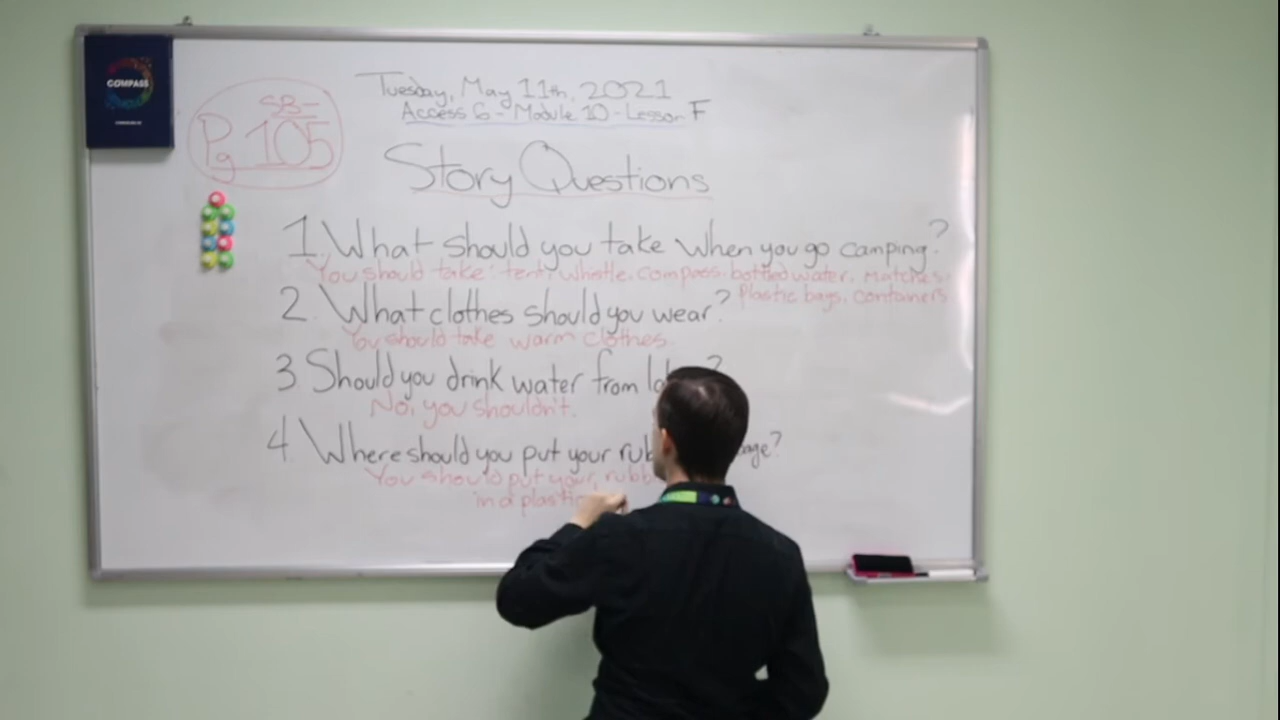 COMPASS
SB-
Pg 105
Tuesday, May 11th, 2021
Access 6 - Module 10 - Lesson F
Story Questions
1. What should you take when you go camping?
You should take: tent, whistle, compass, bottled water, matches,
Plastic bags, containers
2. What clothes should you wear?
You should take warm clothes.
3 Should you drink water from ?
No, you shouldn't.
4 Where should you put your
You should put your
in a plastic